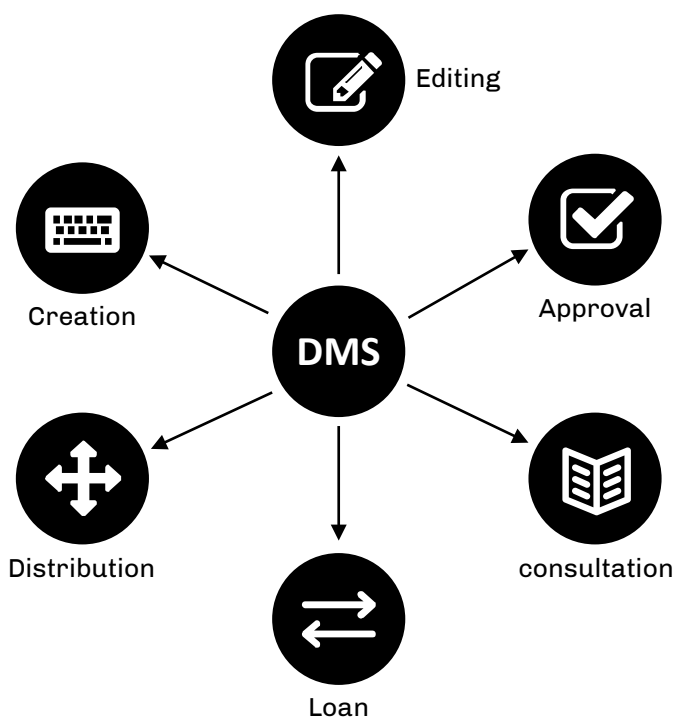 Editing
Creation
Approval
DMS
Distribution
consultation
Loan